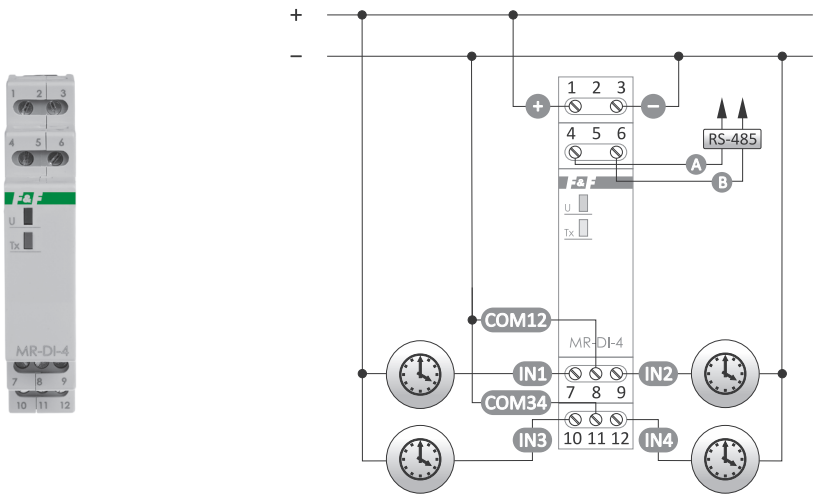 +
−
1 2 3
4 5 6
F&F
U
Tx
MR-DI-4
7 8 9
10 11 12
1 2 3
+
−
4 5 6
RS-485
A
B
F&F
U
Tx
COM12
MR-DI-4
IN1
IN2
7 8 9
COM34
IN3
10 11 12
IN4